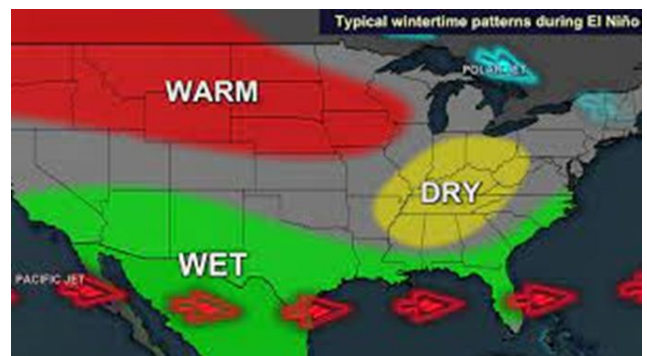 Typical wintertime patterns during El Niño
POLAR JET
WARM
DRY
WET
PACIFIC JET